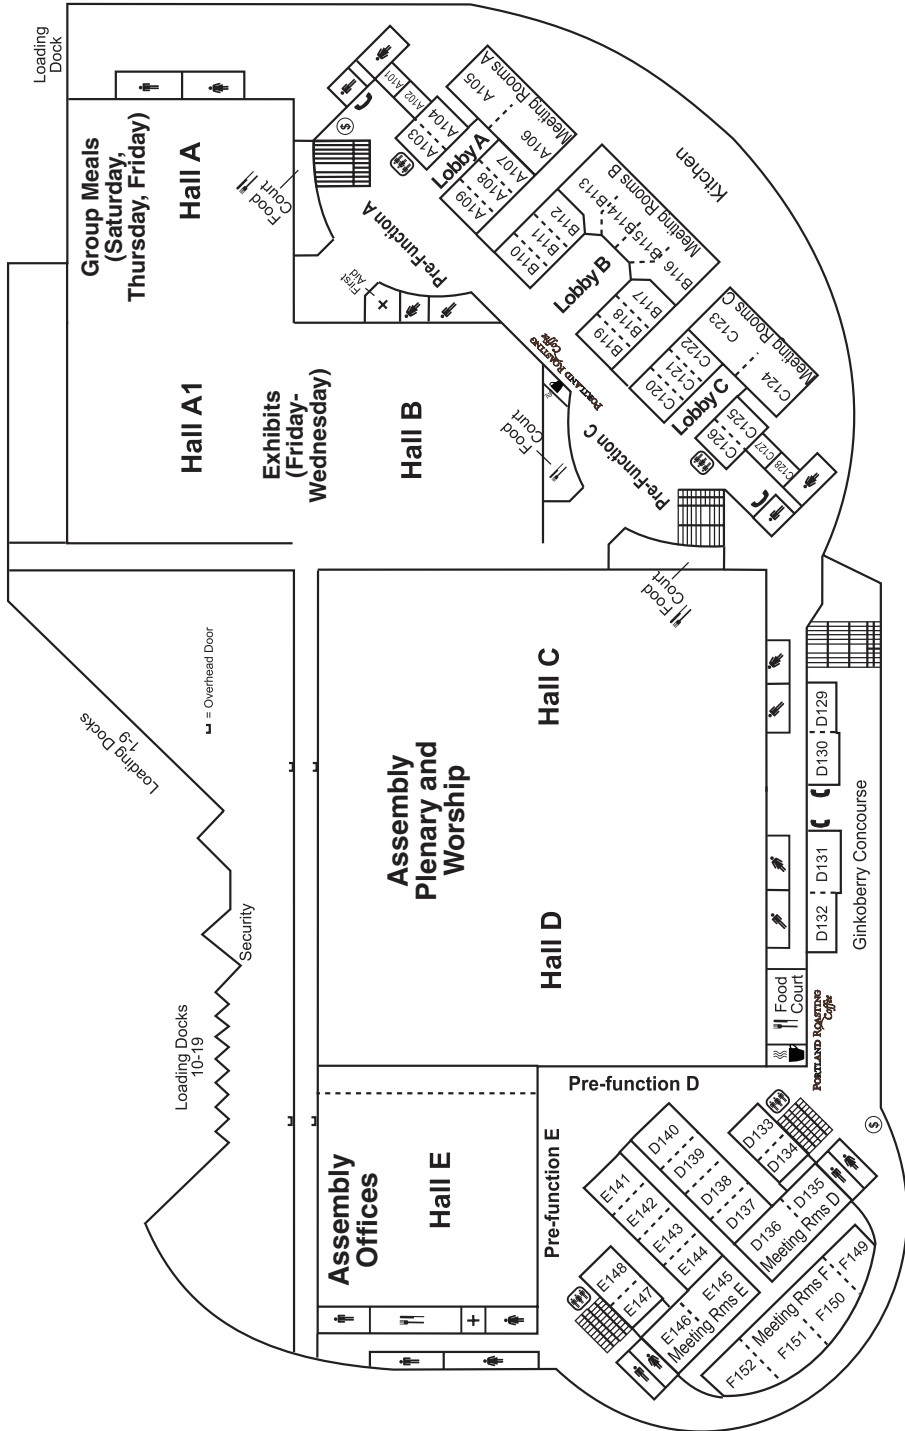 Loading
Dock
Group Meals
(Saturday,
Thursday, Friday)
Hall A
Food
Court
$
A101
A102
A103
A104
Lobby A
A105
A106
Meeting Rooms A
A107
A108
A109
Pre-Function A
First
Aid
Kitchen
B110
B111
B112
B113
B114
B115
B116
Meeting Rooms B
Lobby B
B117
B118
B119
Hall A1
Exhibits
(Friday-
Wednesday)
Hall B
PORTLAND ROASTING
Coffee
Food
Court
Pre-Function C
C120
C121
C122
C123
C124
Meeting Rooms C
Lobby C
C125
C126
C127
C128
Food
Court
= Overhead Door
Loading Docks
1-9
Security
Loading Docks
10-19
Hall C
Assembly
Plenary and
Worship
Hall D
D129
D130
D131
D132
Ginkoberry Concourse
Food
Court
PORTLAND ROASTING
Coffee
$
Pre-function D
Assembly
Offices
Hall E
Pre-function E
D133
D134
D135
D136
Meeting Rms D
D137
D138
D139
D140
E141
E142
E143
E144
E145
E146
Meeting Rms E
E147
E148
F149
F150
F151
F152
Meeting Rms F